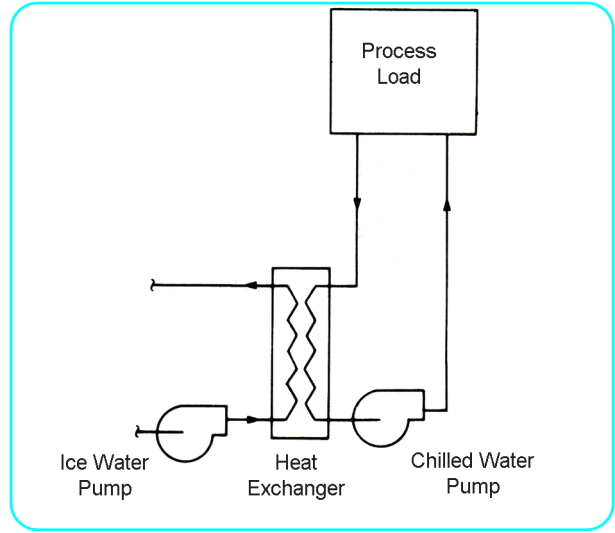 Process
Load
Ice Water
Pump
Heat
Exchanger
Chilled Water
Pump